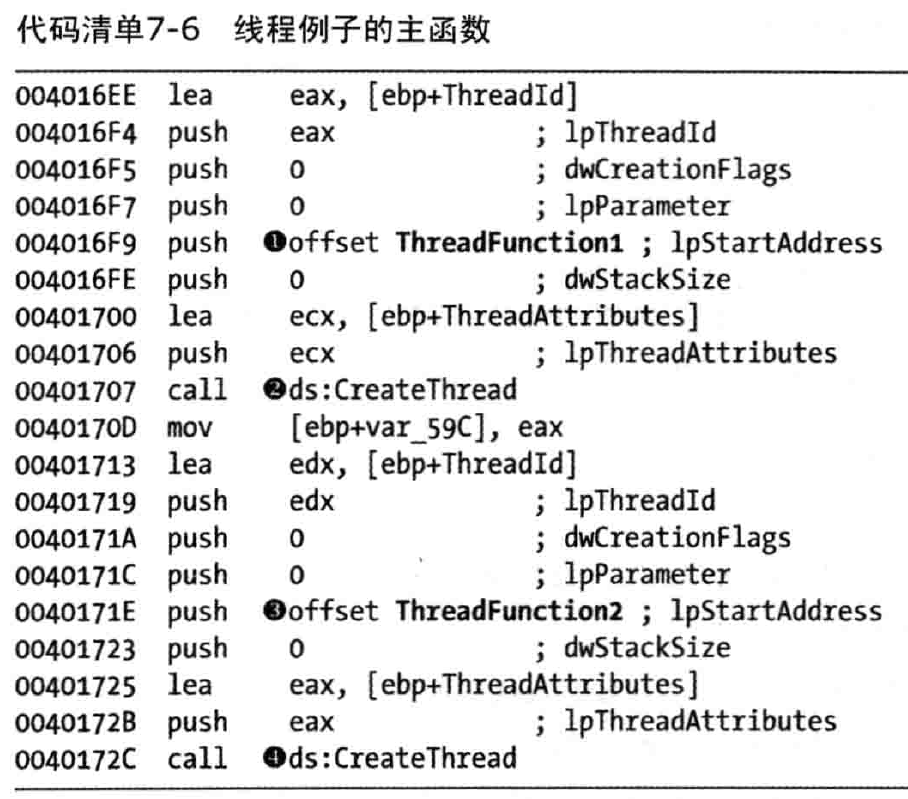 代码清单7-6 线程例子的主函数
004016EE lea eax, [ebp+ThreadId]
004016F4 push eax ; lpThreadId
004016F5 push 0 ; dwCreationFlags
004016F7 push 0 ; lpParameter
004016F9 push ❶offset ThreadFunction1 ; lpStartAddress
004016FE push 0 ; dwStackSize
00401700 lea ecx, [ebp+ThreadAttributes]
00401706 push ecx ; lpThreadAttributes
00401707 call ❷ds:CreateThread
0040170D mov [ebp+var_59C], eax
00401713 lea edx, [ebp+ThreadId]
00401719 push edx ; lpThreadId
0040171A push 0 ; dwCreationFlags
0040171C push 0 ; lpParameter
0040171E push ❸offset ThreadFunction2 ; lpStartAddress
00401723 push 0 ; dwStackSize
00401725 lea eax, [ebp+ThreadAttributes]
0040172B push eax ; lpThreadAttributes
0040172C call ❹ds:CreateThread